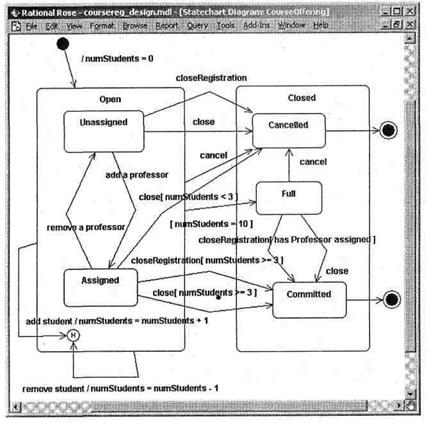 Rational Rose - coursereg_design.mdl - [Statechart Diagram: CourseOffering]
File Edit View Format Browse Report Query Tools Add-Ins Window Help
/ numStudents = 0
closeRegistration
Open
Closed
Unassigned
close
Cancelled
cancel
cancel
add a professor
close[ numStudents < 3 ]
Full
remove a professor
[ numStudents = 10 ]
closeRegistration[ has Professor assigned ]
closeRegistration[ numStudents >= 3 ]
close
Assigned
close[ numStudents >= 3 ]
Committed
add student / numStudents = numStudents + 1
H
remove student / numStudents = numStudents - 1